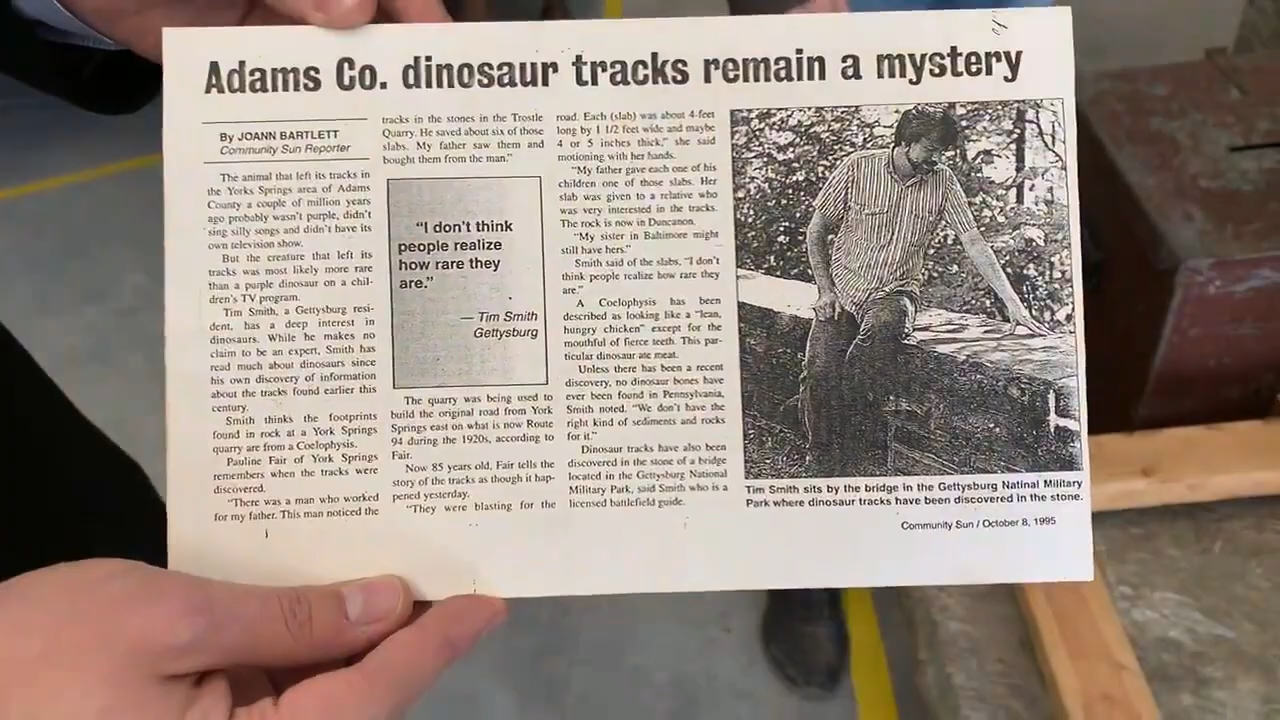 Adams Co. dinosaur tracks remain a mystery
By JOANN BARTLETT
Community Sun Reporter
The animal that left its tracks in
the Yorks Springs area of Adams
County a couple of million years
ago probably wasn't purple, didn't
sing silly songs and didn't have its
own television show.
But the creature that left its
tracks was most likely more rare
than a purple dinosaur on a chil-
dren's TV program.
Tim Smith, a Gettysburg resi-
dent, has a deep interest in
dinosaurs. While he makes no
claim to be an expert, Smith has
read much about dinosaurs since
his own discovery of information
about the tracks found earlier this
century.
Smith thinks the footprints
found in rock at a York Springs
quarry are from a Coelophysis.
Pauline Fair of York Springs
remembers when the tracks were
discovered.
"There was a man who worked
for my father. This man noticed the
tracks in the stones in the Trostle
Quarry. He saved about six of those
slabs. My father saw them and
bought them from the man."
"I don't think
people realize
how rare they
are."
— Tim Smith
Gettysburg
The quarry was being used to
build the original road from York
Springs east on what is now Route
94 during the 1920s, according to
Fair.
Now 85 years old, Fair tells the
story of the tracks as though it hap-
pened yesterday.
"They were blasting for the
road. Each (slab) was about 4-feet
long by 1 1/2 feet wide and maybe
4 or 5 inches thick," she said
motioning with her hands.
"My father gave each one of his
children one of those slabs. Her
slab was given to a relative who
was very interested in the tracks.
The rock is now in Duncanon.
"My sister in Baltimore might
still have hers."
Smith said of the slabs, "I don't
think people realize how rare they
are."
A Coelophysis has been
described as looking like a "lean,
hungry chicken" except for the
mouthful of fierce teeth. This par-
ticular dinosaur ate meat.
Unless there has been a recent
discovery, no dinosaur bones have
ever been found in Pennsylvania,
Smith noted. "We don't have the
right kind of sediments and rocks
for it."
Dinosaur tracks have also been
discovered in the stone of a bridge
located in the Gettysburg National
Military Park, said Smith who is a
licensed battlefield guide.
Tim Smith sits by the bridge in the Gettysburg Natinal Military
Park where dinosaur tracks have been discovered in the stone.
Community Sun / October 8, 1995